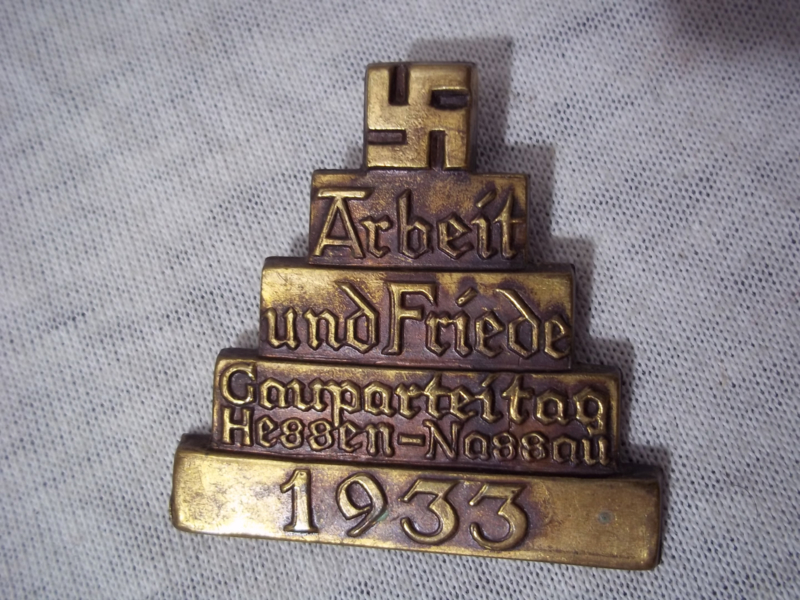 Arbeit
und Friede
Gauparteitag
Hessen-Nassau
1933